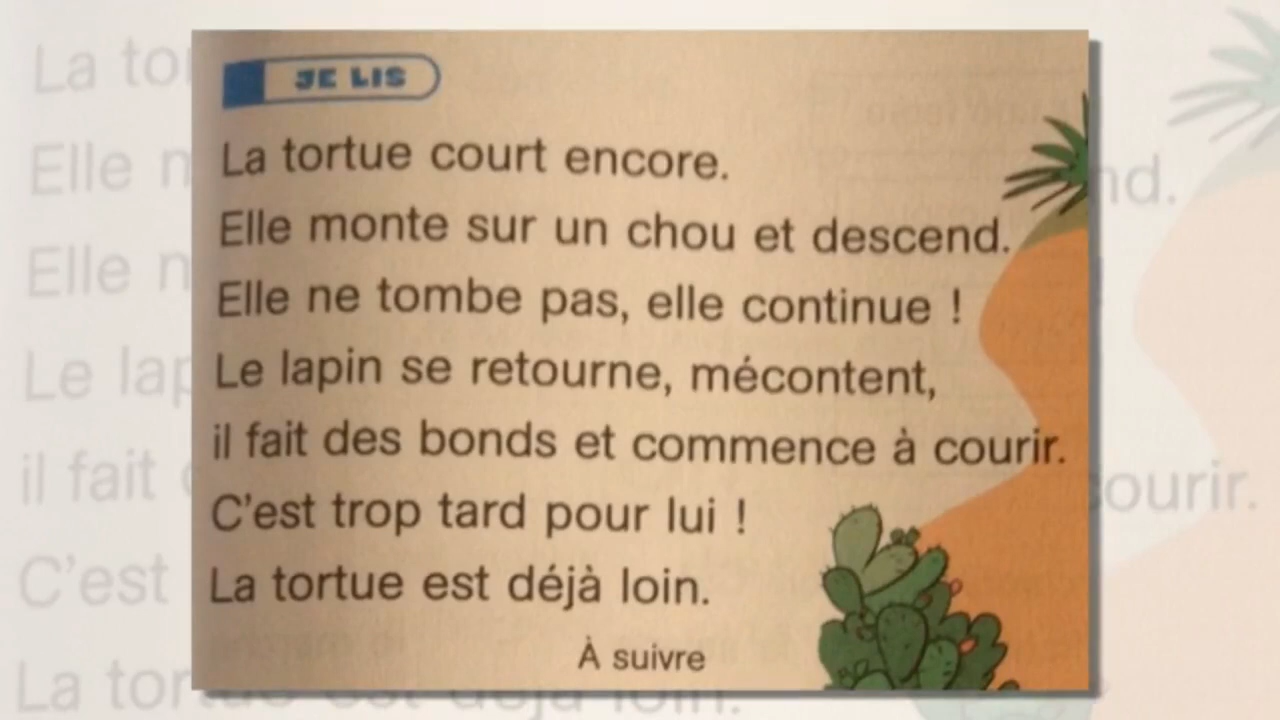 JE LIS
La tortue court encore.
Elle monte sur un chou et descend.
Elle ne tombe pas, elle continue !
Le lapin se retourne, mécontent,
il fait des bonds et commence à courir.
C'est trop tard pour lui !
La tortue est déjà loin.
À suivre